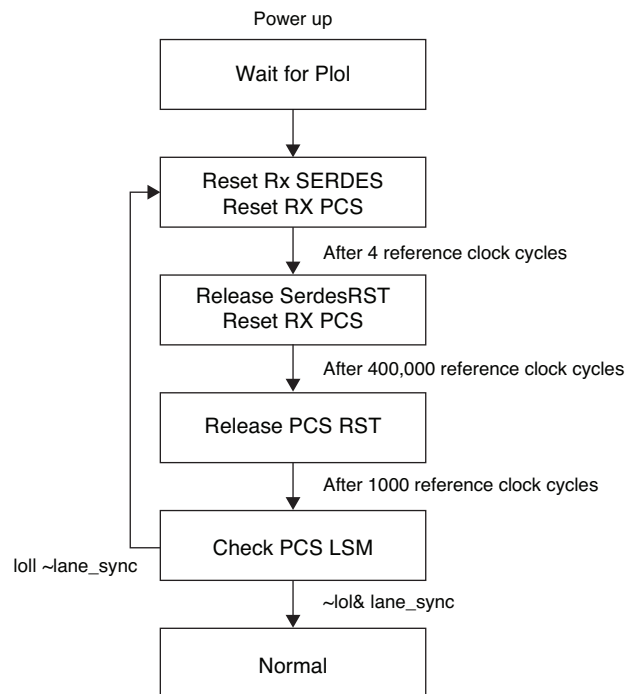 Power up
Wait for Plol
Reset Rx SERDES
Reset RX PCS
After 4 reference clock cycles
Release SerdesRST
Reset RX PCS
After 400,000 reference clock cycles
Release PCS RST
After 1000 reference clock cycles
Check PCS LSM
loll ~lane_sync
~lol& lane_sync
Normal